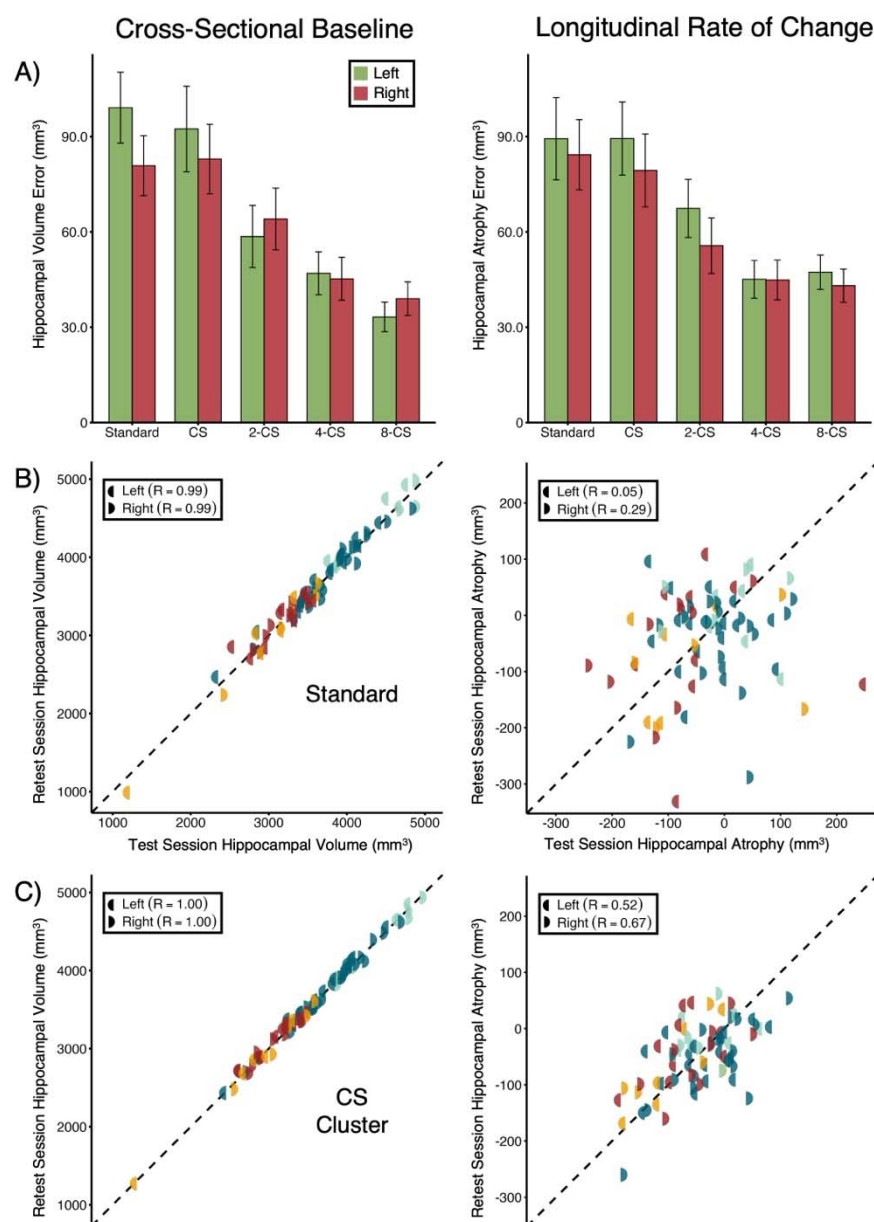 Cross-Sectional Baseline
Longitudinal Rate of Change
A)
Left
Right
Hippocampal Volume Error (mm³)
90.0
60.0
30.0
0
Standard
CS
2-CS
4-CS
8-CS
Hippocampal Atrophy Error (mm³)
90.0
60.0
30.0
0
Standard
CS
2-CS
4-CS
8-CS
B)
Left (R = 0.99)
Right (R = 0.99)
Retest Session Hippocampal Volume (mm³)
5000
4000
3000
2000
1000
Standard
1000
2000
3000
4000
5000
Test Session Hippocampal Volume (mm³)
Left (R = 0.05)
Right (R = 0.29)
Retest Session Hippocampal Atrophy (mm³)
200
100
0
-100
-200
-300
-300
-200
-100
0
100
200
Test Session Hippocampal Atrophy (mm³)
C)
Left (R = 1.00)
Right (R = 1.00)
Retest Session Hippocampal Volume (mm³)
5000
4000
3000
2000
1000
CS
Cluster
Left (R = 0.52)
Right (R = 0.67)
Retest Session Hippocampal Atrophy (mm³)
200
100
0
-100
-200
-300